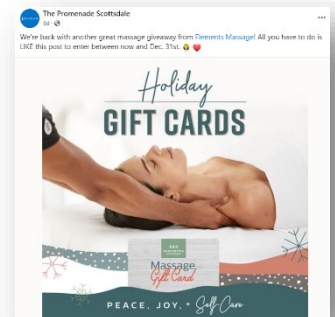 The Promenade Scottsdale
We're back with another great massage giveaway from Elements Massage! All you have to do is
LIKE this post to enter between now and Dec. 31st.
Holiday
GIFT CARDS
Massage
Gift Card
PEACE, JOY, + Self-Care